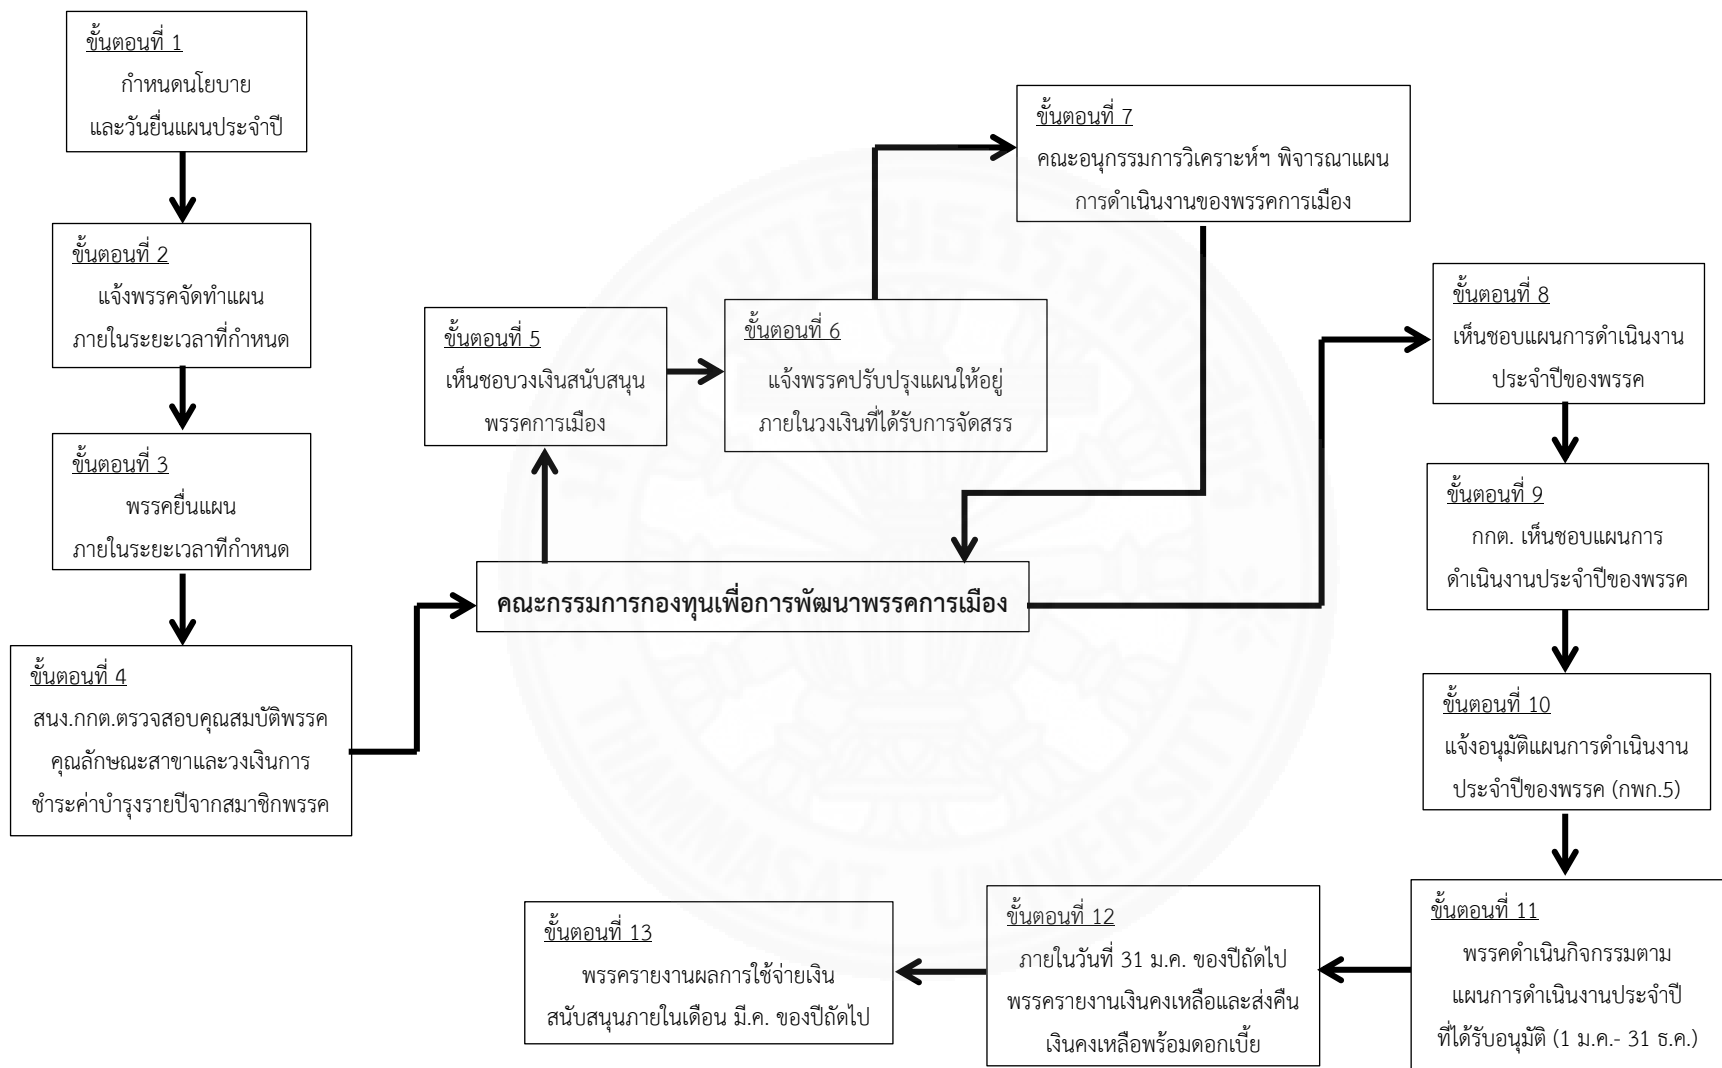 ขั้นตอนที่ 1
กำหนดนโยบาย
และวันยื่นแผนประจำปี
ขั้นตอนที่ 2
แจ้งพรรคจัดทำแผน
ภายในระยะเวลาที่กำหนด
ขั้นตอนที่ 3
พรรคยื่นแผน
ภายในระยะเวลาทีกำหนด
ขั้นตอนที่ 4
สนง.กกต.ตรวจสอบคุณสมบัติพรรค
คุณลักษณะสาขาและวงเงินการ
ชำระค่าบำรุงรายปีจากสมาชิกพรรค
คณะกรรมการกองทุนเพื่อการพัฒนาพรรคการเมือง
ขั้นตอนที่ 5
เห็นชอบวงเงินสนับสนุน
พรรคการเมือง
ขั้นตอนที่ 6
แจ้งพรรคปรับปรุงแผนให้อยู่
ภายในวงเงินที่ได้รับการจัดสรร
ขั้นตอนที่ 7
คณะอนุกรรมการวิเคราะห์ฯ พิจารณาแผน
การดำเนินงานของพรรคการเมือง
ขั้นตอนที่ 8
เห็นชอบแผนการดำเนินงาน
ประจำปีของพรรค
ขั้นตอนที่ 9
กกต. เห็นชอบแผนการ
ดำเนินงานประจำปีของพรรค
ขั้นตอนที่ 10
แจ้งอนุมัติแผนการดำเนินงาน
ประจำปีของพรรค (กพก.5)
ขั้นตอนที่ 11
พรรคดำเนินกิจกรรมตาม
แผนการดำเนินงานประจำปี
ที่ได้รับอนุมัติ (1 ม.ค.- 31 ธ.ค.)
ขั้นตอนที่ 12
ภายในวันที่ 31 ม.ค. ของปีถัดไป
พรรครายงานเงินคงเหลือและส่งคืน
เงินคงเหลือพร้อมดอกเบี้ย
ขั้นตอนที่ 13
พรรครายงานผลการใช้จ่ายเงิน
สนับสนุนภายในเดือน มี.ค. ของปีถัดไป
มหาวิทยาลัยธรรมศาสตร์
THAMMASAT UNIVERSITY